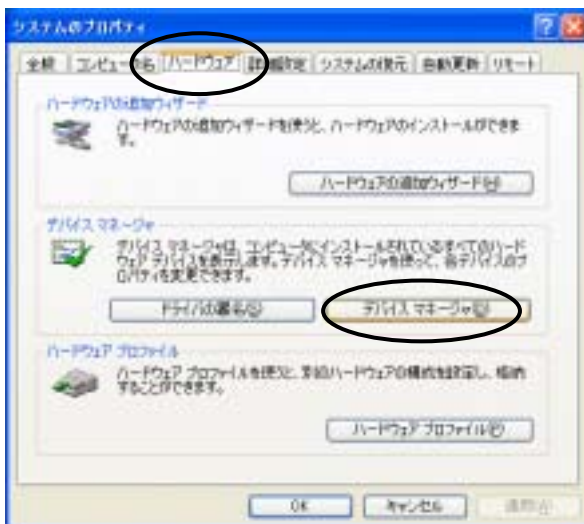 システムのプロパティ
全般 コンピュータ名 ハードウェア 詳細設定 システムの復元 自動更新 リモート
ハードウェアの追加ウィザード
ハードウェアの追加ウィザードを使うと、ハードウェアのインストールができま
す。
ハードウェアの追加ウィザード(H)
デバイス マネージャ
デバイス マネージャは、コンピュータにインストールされているすべてのハード
ウェア デバイスを表示します。デバイス マネージャを使って、各デバイスのプ
ロパティを変更できます。
ドライバの署名(S) デバイス マネージャ(D)
ハードウェア プロファイル
ハードウェア プロファイルを使うと、別のハードウェアの構成を設定し、格納
することができます。
ハードウェア プロファイル(P)
OK キャンセル 適用(A)